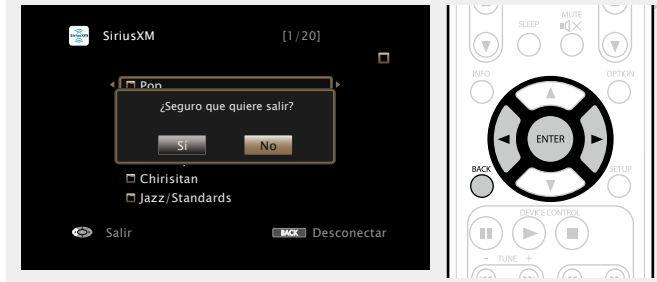 SiriusXM [1/20]
Pop
¿Seguro que quiere salir?
Sí No
Chirisitan
Jazz/Standards
Salir BACK Desconectar
SLEEP MUTE
INFO OPTION
ENTER
BACK SETUP
DEVICE CONTROL
- TUNE +